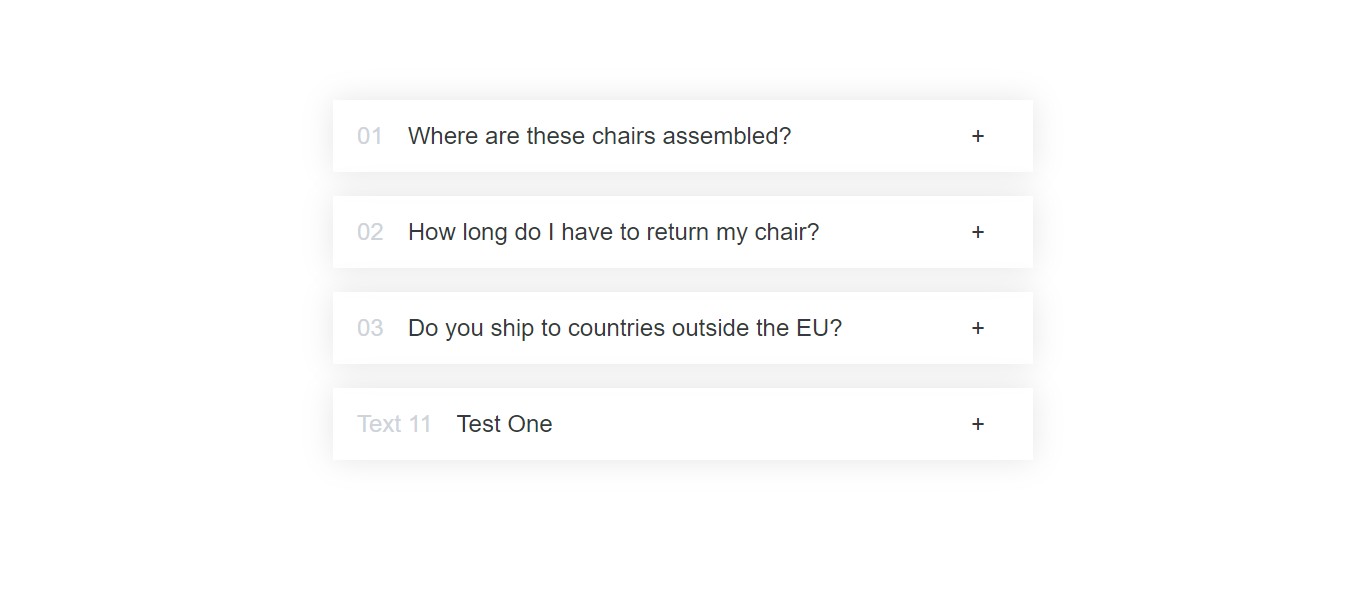 01 Where are these chairs assembled? +
02 How long do I have to return my chair? +
03 Do you ship to countries outside the EU? +
Text 11 Test One +